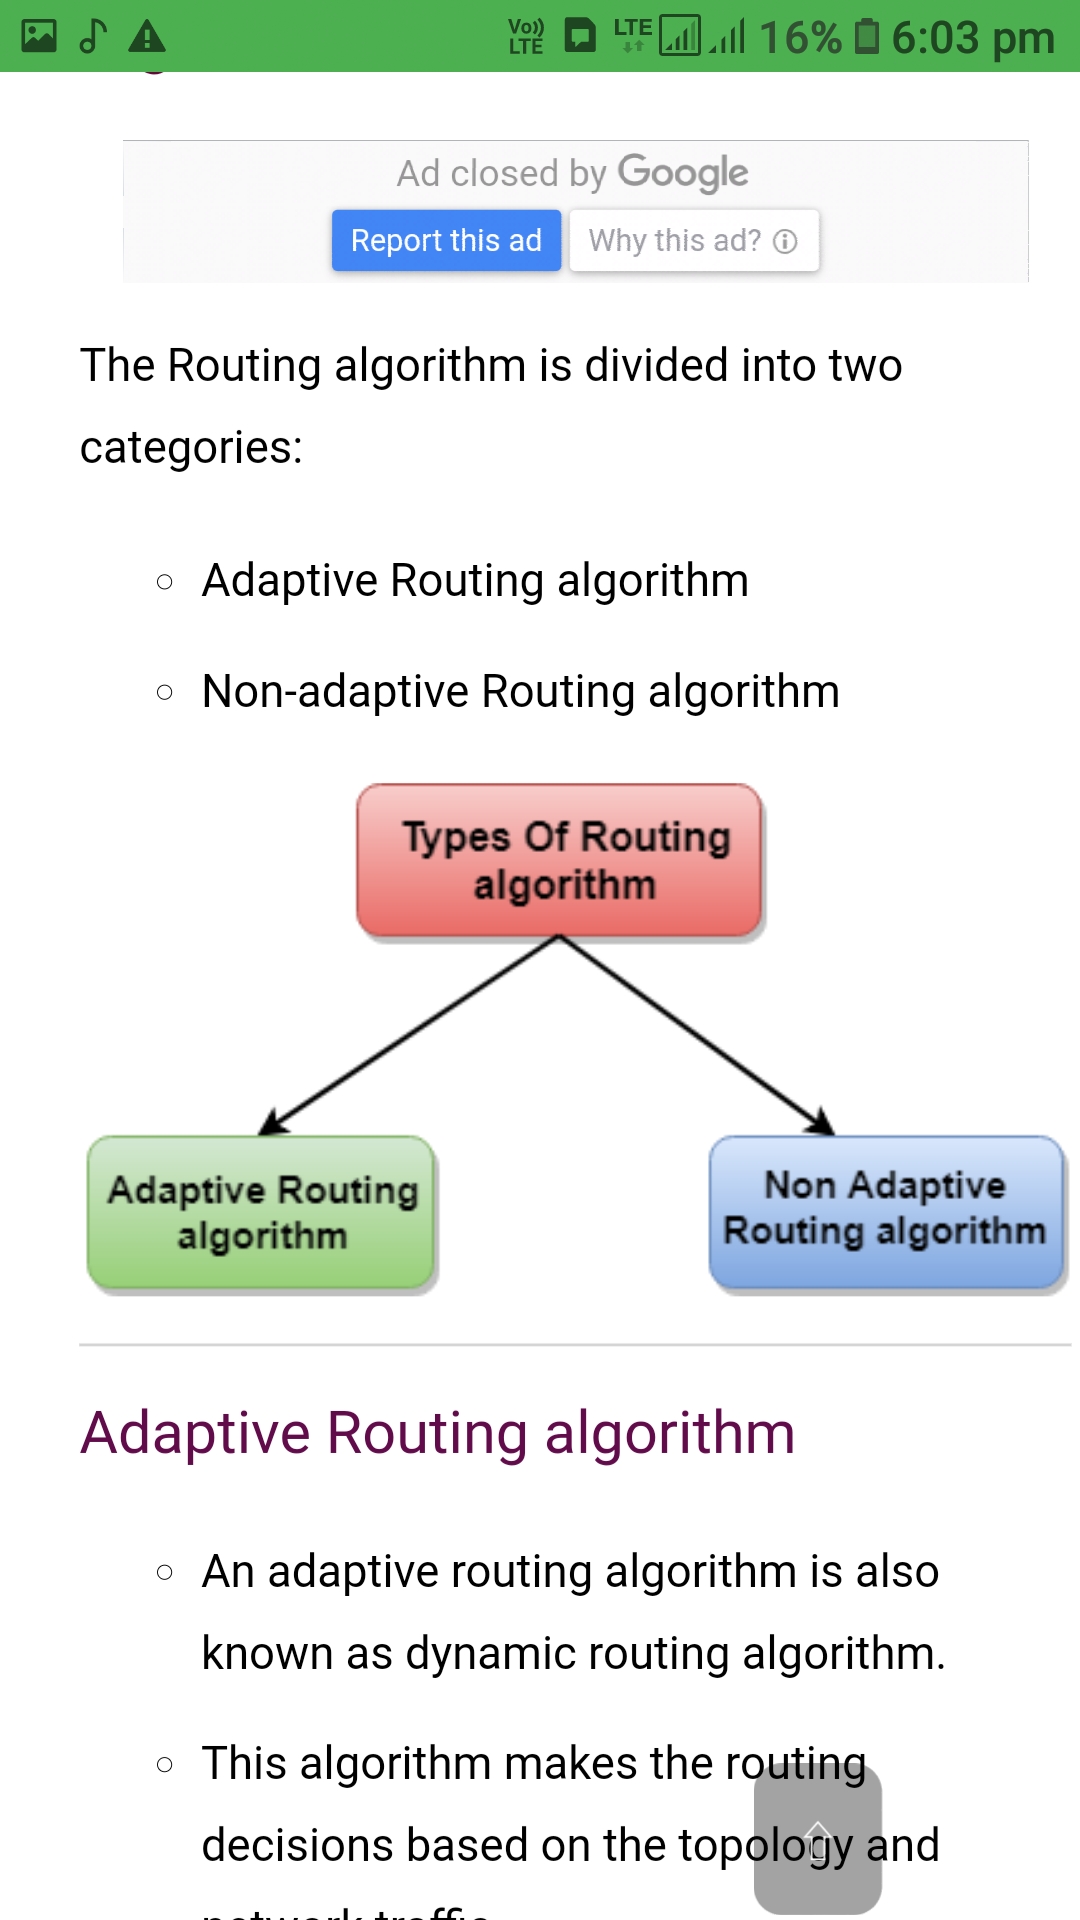 Vo)) LTE LTE 16% 6:03 pm
Ad closed by Google
Report this ad Why this ad?
The Routing algorithm is divided into two
categories:
Adaptive Routing algorithm
Non-adaptive Routing algorithm
Types Of Routing
algorithm
Adaptive Routing
algorithm
Non Adaptive
Routing algorithm
Adaptive Routing algorithm
An adaptive routing algorithm is also
known as dynamic routing algorithm.
This algorithm makes the routing
decisions based on the topology and
network traffic